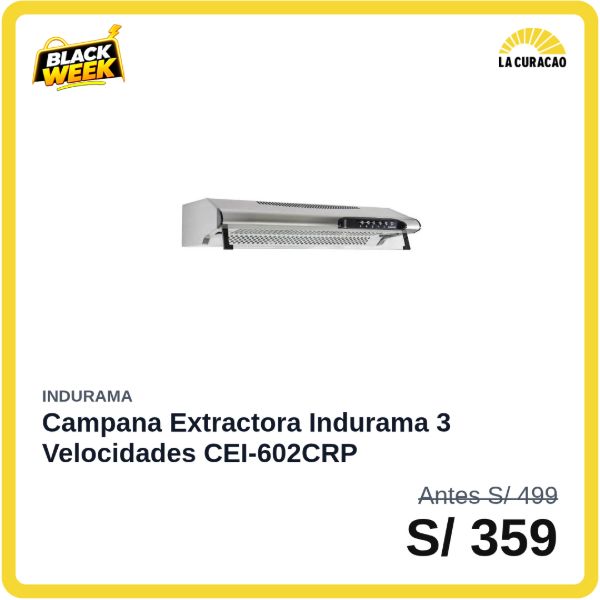 BLACK
WEEK
LA CURACAO
INDURAMA
Campana Extractora Indurama 3
Velocidades CEI-602CRP
Antes S/ 499
S/ 359